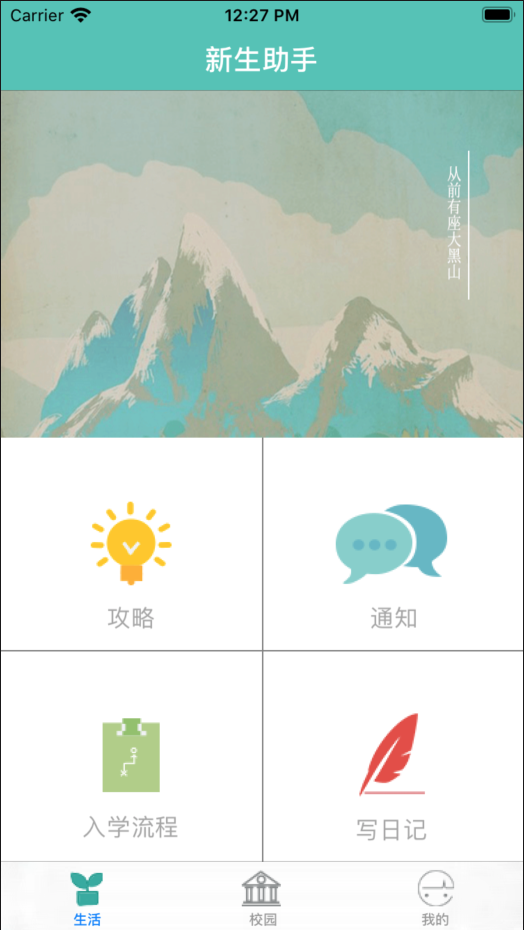 Carrier
12:27 PM
新生助手
从前有座大黑山
攻略
通知
入学流程
写日记
生活
校园
我的